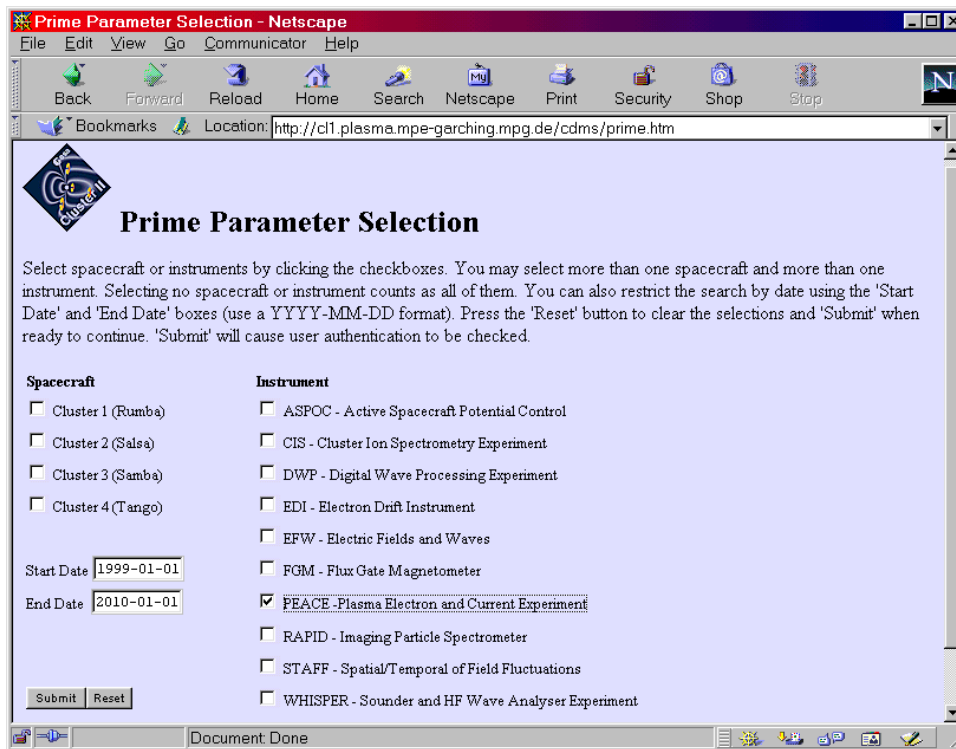 Prime Parameter Selection - Netscape
File Edit View Go Communicator Help
Back Forward Reload Home Search Netscape Print Security Shop Stop
My
N
Bookmarks Location: http://cl1.plasma.mpe-garching.mpg.de/cdms/prime.htm
Cluster II
Prime Parameter Selection
Select spacecraft or instruments by clicking the checkboxes. You may select more than one spacecraft and more than one
instrument. Selecting no spacecraft or instrument counts as all of them. You can also restrict the search by date using the 'Start
Date' and 'End Date' boxes (use a YYYY-MM-DD format). Press the 'Reset' button to clear the selections and 'Submit' when
ready to continue. 'Submit' will cause user authentication to be checked.
Spacecraft Instrument
Cluster 1 (Rumba) ASPOC - Active Spacecraft Potential Control
Cluster 2 (Salsa) CIS - Cluster Ion Spectrometry Experiment
Cluster 3 (Samba) DWP - Digital Wave Processing Experiment
Cluster 4 (Tango) EDI - Electron Drift Instrument
EFW - Electric Fields and Waves
Start Date 1999-01-01 FGM - Flux Gate Magnetometer
End Date 2010-01-01 PEACE -Plasma Electron and Current Experiment
RAPID - Imaging Particle Spectrometer
STAFF - Spatial/Temporal of Field Fluctuations
Submit Reset WHISPER - Sounder and HF Wave Analyser Experiment
Document: Done